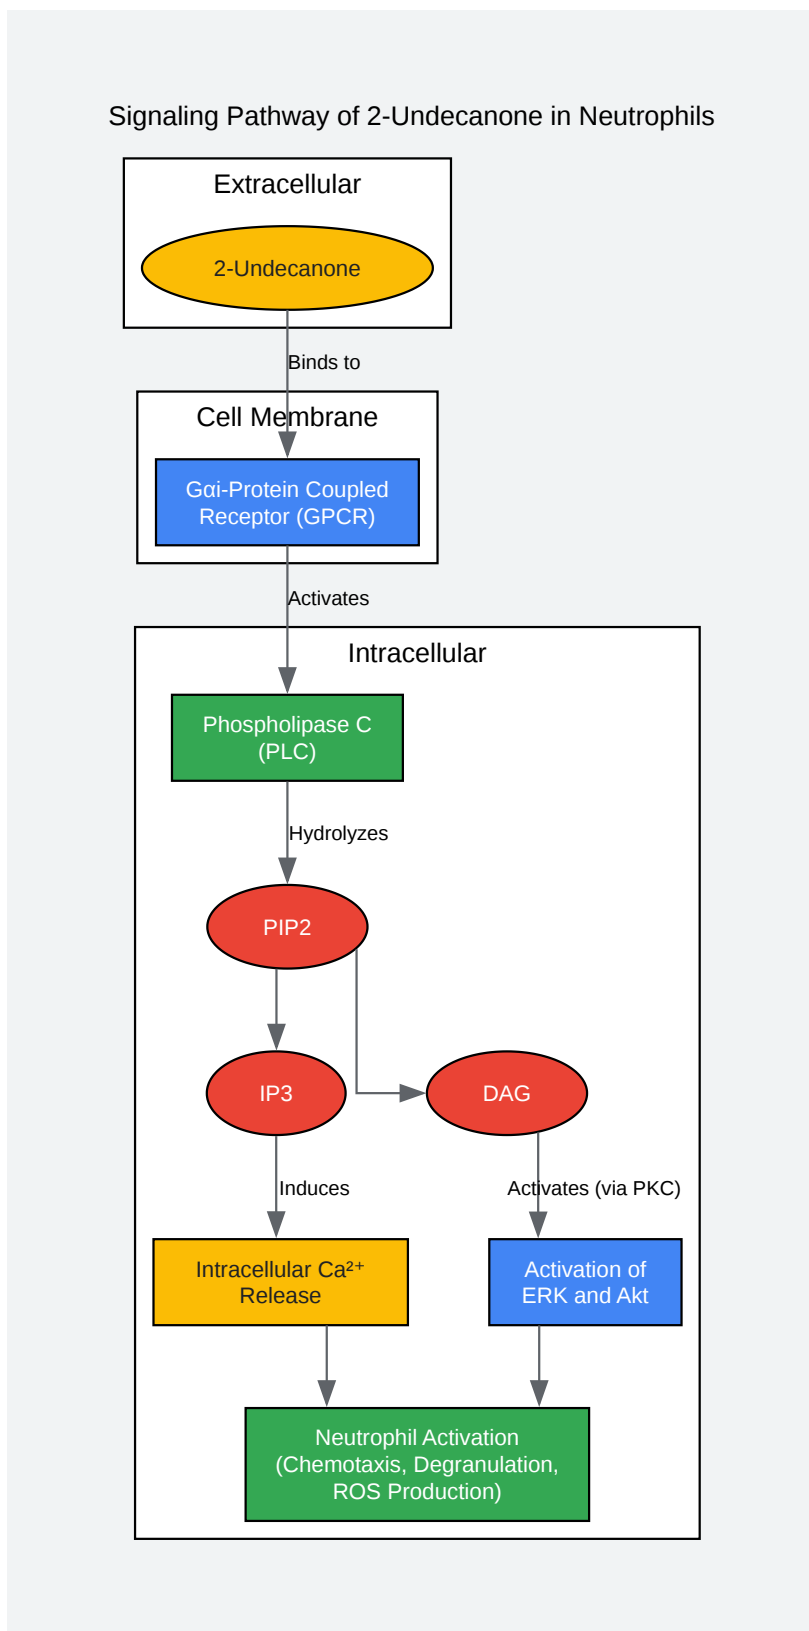 Signaling Pathway of 2-Undecanone in Neutrophils
Extracellular
2-Undecanone
Binds to
Cell Membrane
Gαi-Protein Coupled
Receptor (GPCR)
Activates
Intracellular
Phospholipase C
(PLC)
Hydrolyzes
PIP2
IP3
DAG
Induces
Activates (via PKC)
Intracellular Ca²⁺
Release
Activation of
ERK and Akt
Neutrophil Activation
(Chemotaxis, Degranulation,
ROS Production)